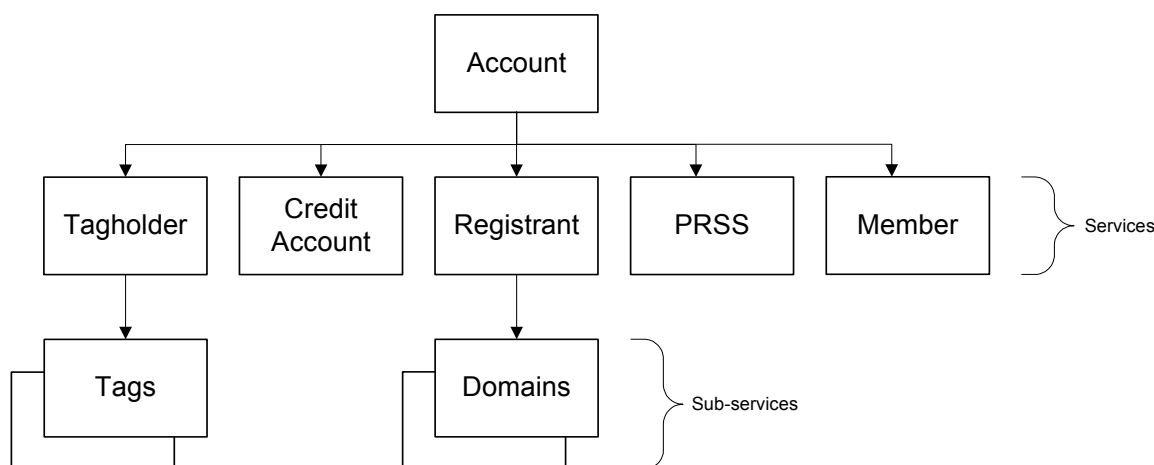 Account
Tagholder
Credit
Account
Registrant
PRSS
Member
Services
Tags
Domains
Sub-services